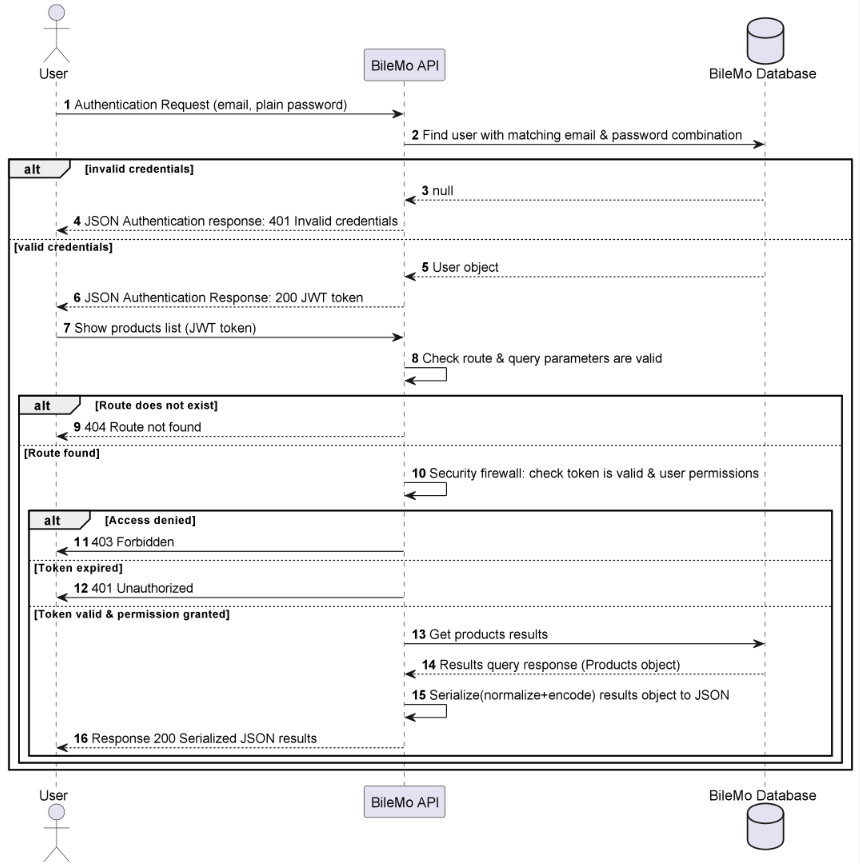 User
BileMo API
BileMo Database
1 Authentication Request (email, plain password)
2 Find user with matching email & password combination
alt [invalid credentials]
3 null
4 JSON Authentication response: 401 Invalid credentials
[valid credentials]
5 User object
6 JSON Authentication Response: 200 JWT token
7 Show products list (JWT token)
8 Check route & query parameters are valid
alt [Route does not exist]
9 404 Route not found
[Route found]
10 Security firewall: check token is valid & user permissions
alt [Access denied]
11 403 Forbidden
[Token expired]
12 401 Unauthorized
[Token valid & permission granted]
13 Get products results
14 Results query response (Products object)
15 Serialize(normalize+encode) results object to JSON
16 Response 200 Serialized JSON results
User
BileMo API
BileMo Database